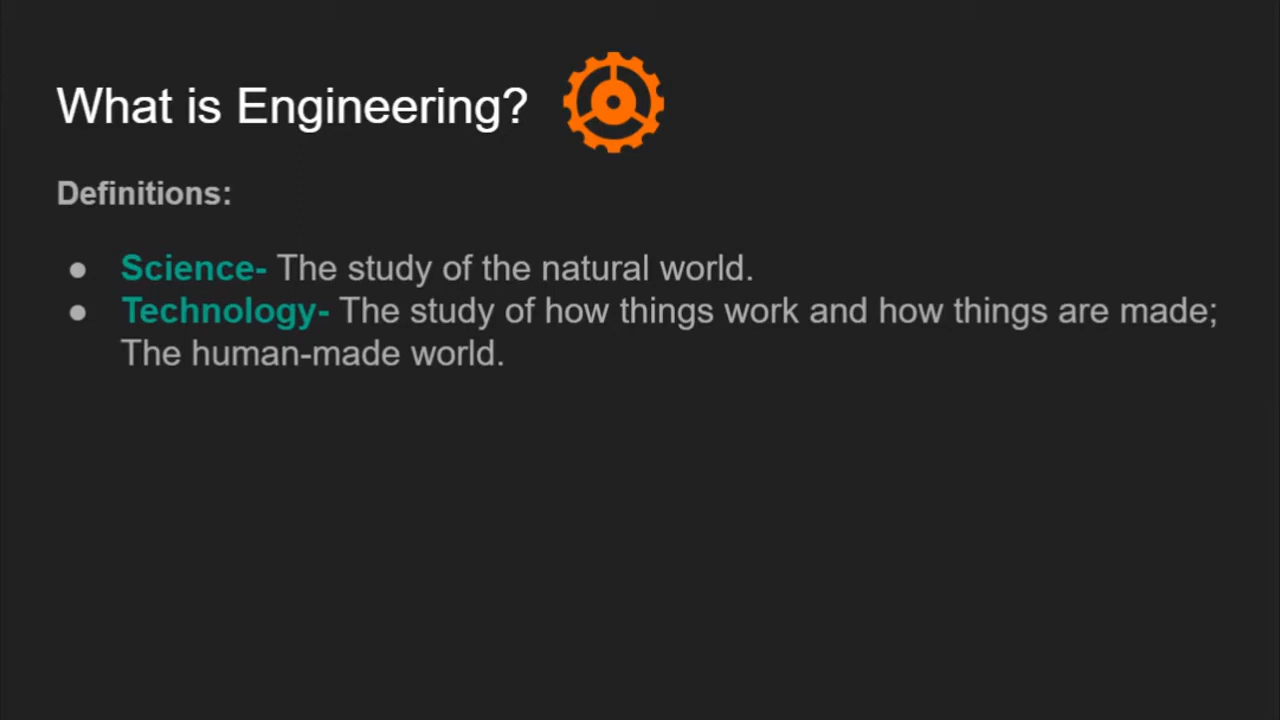 What is Engineering?
Definitions:
● Science- The study of the natural world.
● Technology- The study of how things work and how things are made;
The human-made world.